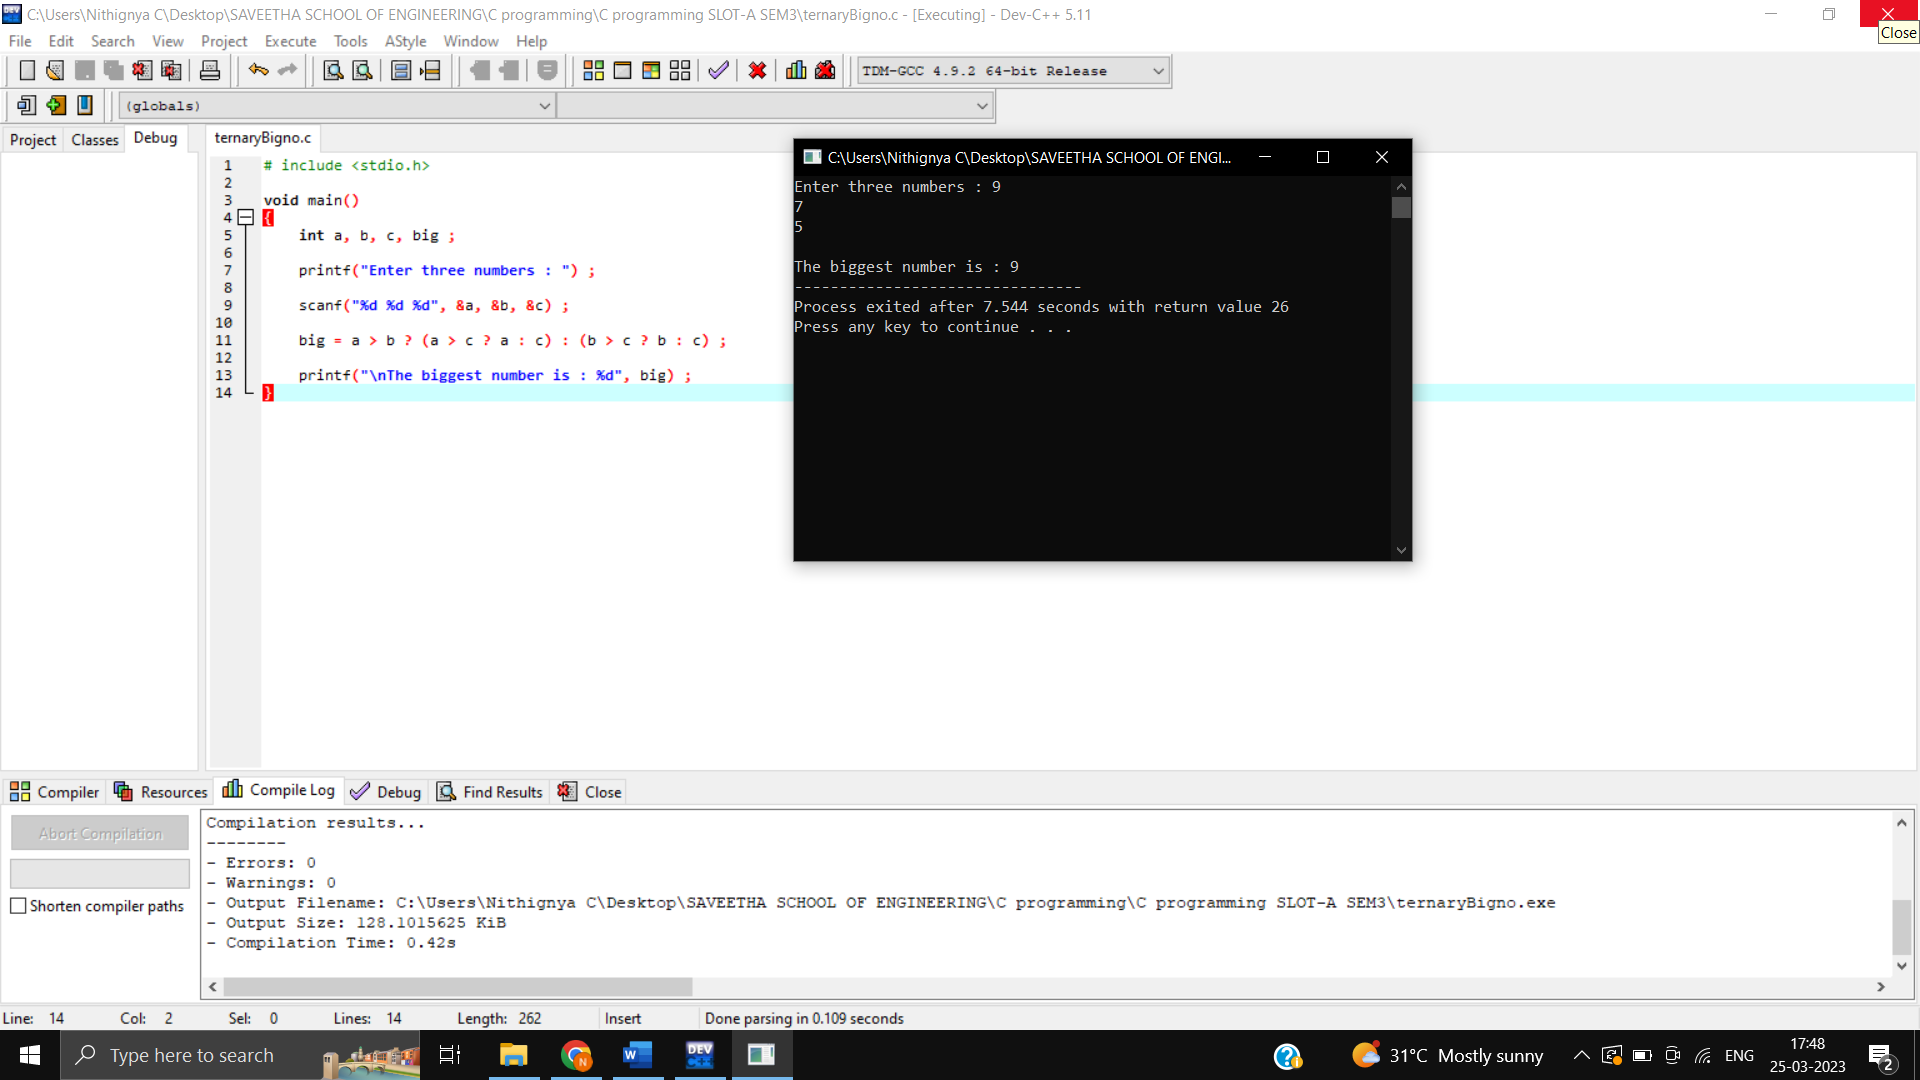 C:\Users\Nithignya C\Desktop\SAVEETHA SCHOOL OF ENGINEERING\C programming\C programming SLOT-A SEM3\ternaryBigno.c - [Executing] - Dev-C++ 5.11
Close
File Edit Search View Project Execute Tools AStyle Window Help
TDM-GCC 4.9.2 64-bit Release
(globals)
Project Classes Debug
ternaryBigno.c
1 # include <stdio.h>
2
3 void main()
4 {
5 int a, b, c, big ;
6
7 printf("Enter three numbers : ") ;
8
9 scanf("%d %d %d", &a, &b, &c) ;
10
11 big = a > b ? (a > c ? a : c) : (b > c ? b : c) ;
12
13 printf("\nThe biggest number is : %d", big) ;
14 }
C:\Users\Nithignya C\Desktop\SAVEETHA SCHOOL OF ENGI...
Enter three numbers : 9
7
5
The biggest number is : 9
--------------------------------
Process exited after 7.544 seconds with return value 26
Press any key to continue . . .
Compiler Resources Compile Log Debug Find Results Close
Abort Compilation
Shorten compiler paths
Compilation results...
--------
- Errors: 0
- Warnings: 0
- Output Filename: C:\Users\Nithignya C\Desktop\SAVEETHA SCHOOL OF ENGINEERING\C programming\C programming SLOT-A SEM3\ternaryBigno.exe
- Output Size: 128.1015625 KiB
- Compilation Time: 0.42s
Line: 14 Col: 2 Sel: 0 Lines: 14 Length: 262 Insert Done parsing in 0.109 seconds
Type here to search
31°C Mostly sunny
ENG
17:48
25-03-2023
2